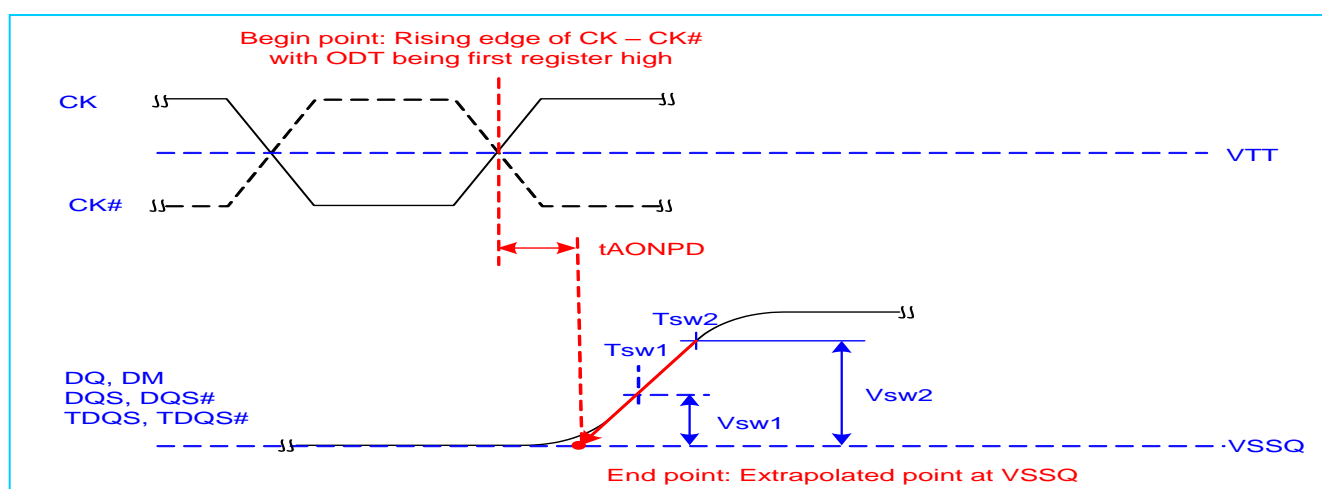 Begin point: Rising edge of CK – CK#
with ODT being first register high
CK
VTT
CK#
tAONPD
Tsw2
Tsw1
DQ, DM
DQS, DQS#
TDQS, TDQS#
Vsw2
Vsw1
VSSQ
End point: Extrapolated point at VSSQ